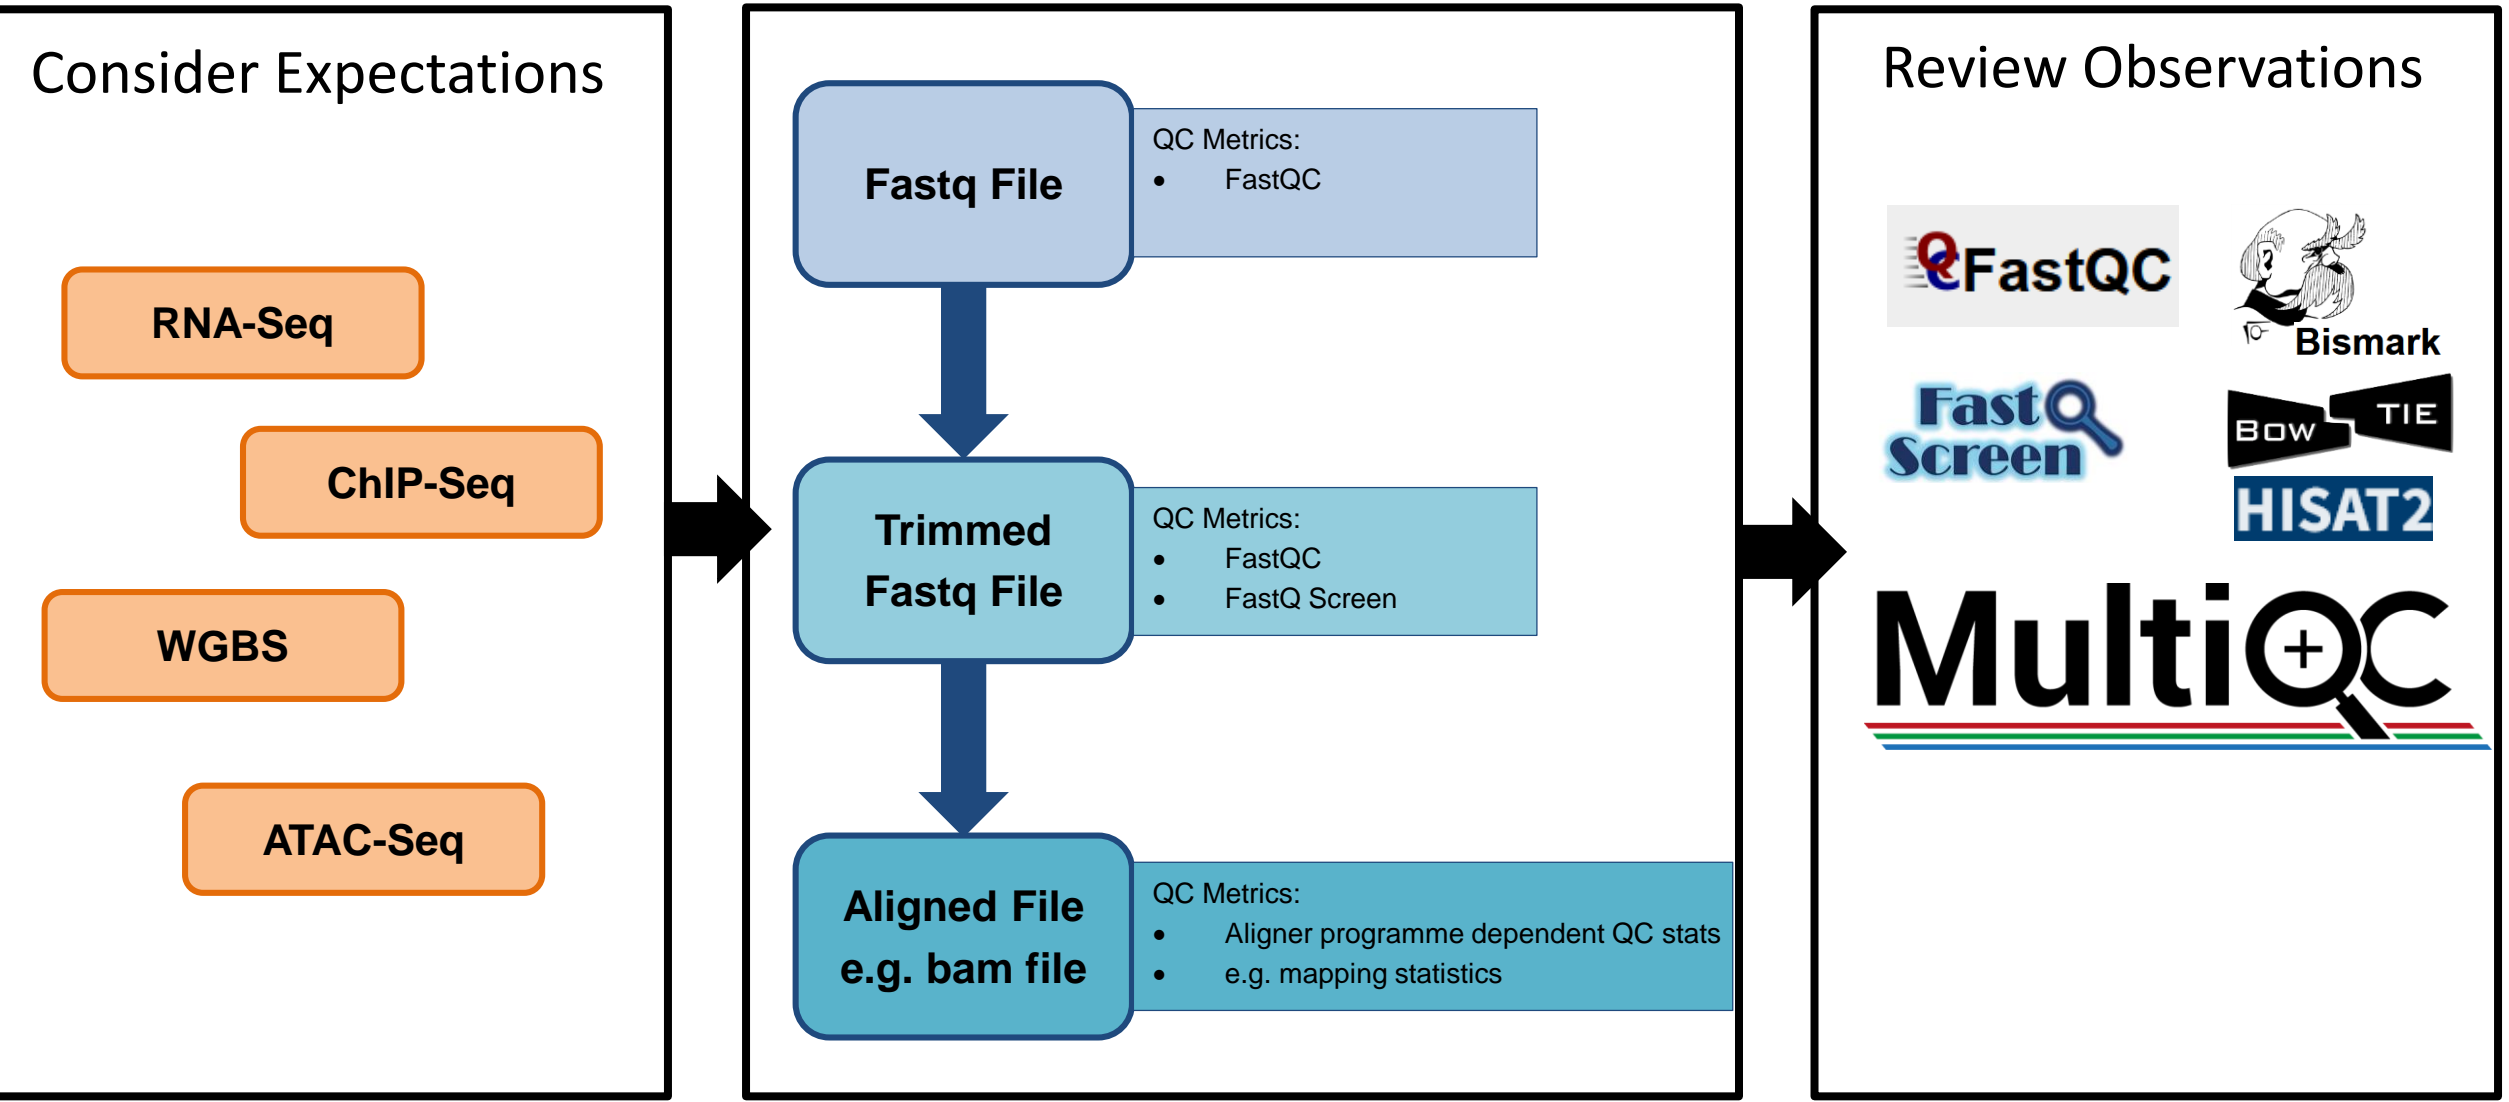 Consider Expectations
RNA-Seq
ChIP-Seq
WGBS
ATAC-Seq
Fastq File
QC Metrics:
• FastQC
Trimmed
Fastq File
QC Metrics:
• FastQC
• FastQ Screen
Aligned File
e.g. bam file
QC Metrics:
• Aligner programme dependent QC stats
• e.g. mapping statistics
Review Observations
QC FastQC
Bismark
Fast
Screen
BOW TIE
HISAT2
MultiQC